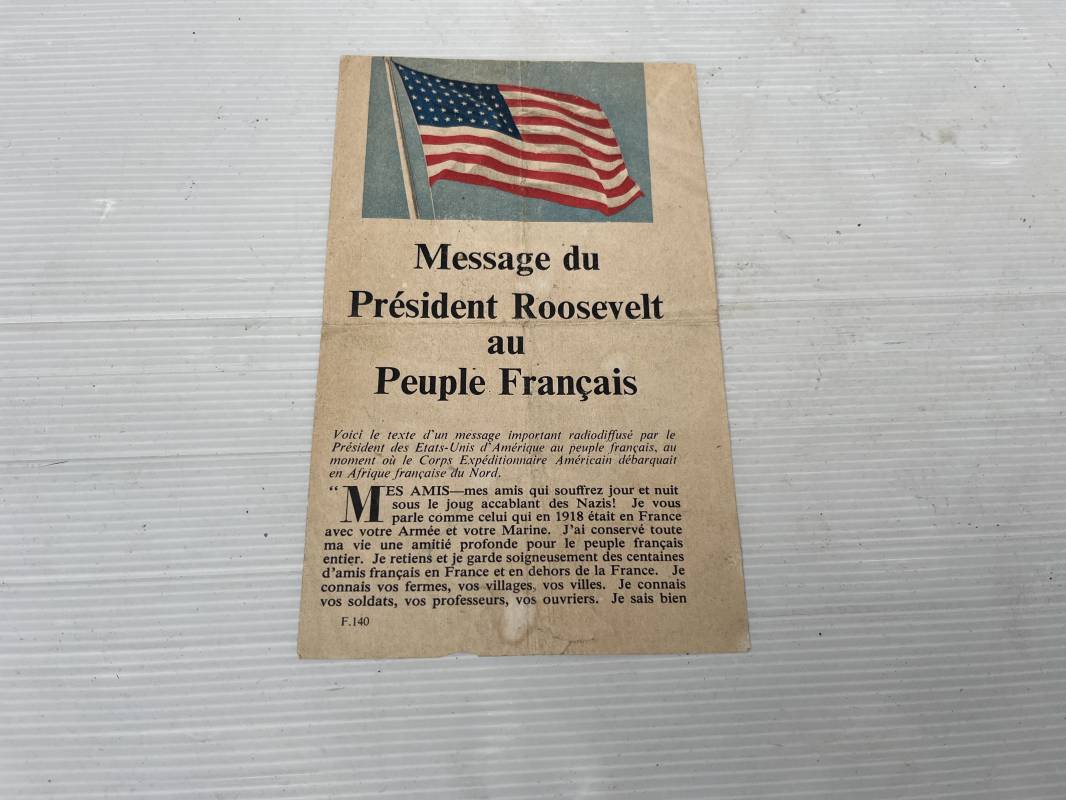 Message du
Président Roosevelt
au
Peuple Français
Voici le texte d'un message important radiodiffusé par le
Président des Etats-Unis d'Amérique au peuple français, au
moment où le Corps Expéditionnaire Américain débarquait
en Afrique française du Nord.
“MES AMIS—mes amis qui souffrez jour et nuit
sous le joug accablant des Nazis! Je vous
parle comme celui qui en 1918 était en France
avec votre Armée et votre Marine. J'ai conservé toute
ma vie une amitié profonde pour le peuple français
entier. Je retiens et je garde soigneusement des centaines
d'amis français en France et en dehors de la France. Je
connais vos fermes, vos villages, vos villes. Je connais
vos soldats, vos professeurs, vos ouvriers. Je sais bien
F.140